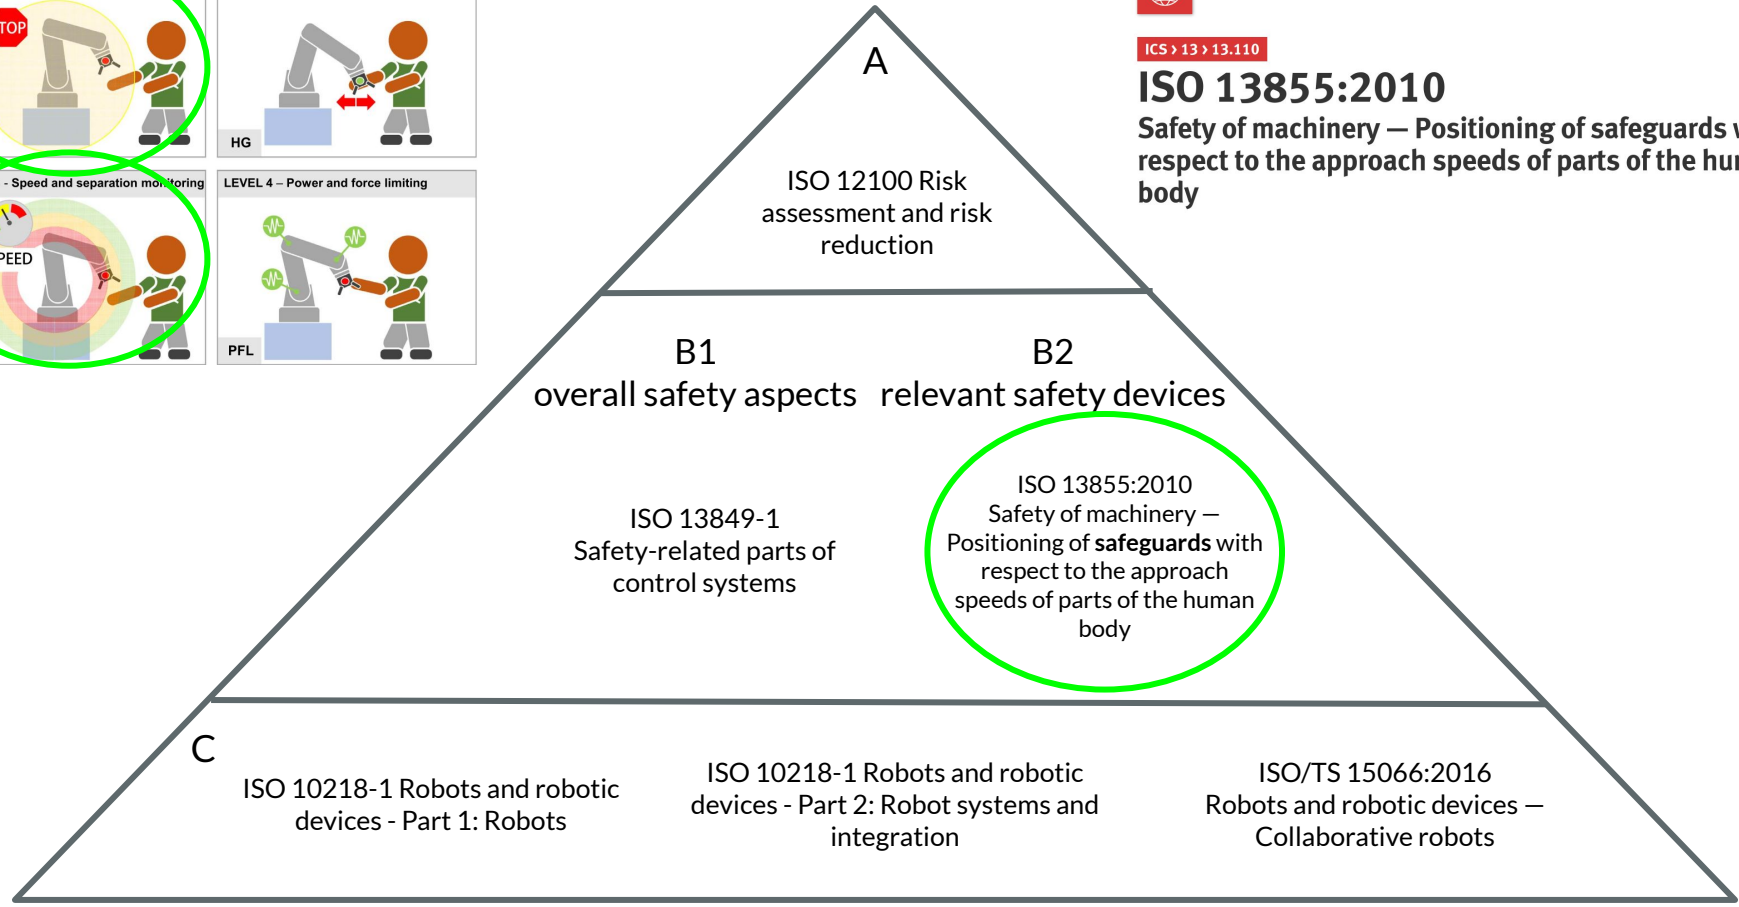 TOP
HG
- Speed and separation monitoring
LEVEL 4 – Power and force limiting
PEED
PFL
ICS › 13 › 13.110
ISO 13855:2010
Safety of machinery — Positioning of safeguards
respect to the approach speeds of parts of the
body
A
ISO 12100 Risk
assessment and risk
reduction
B1
overall safety aspects
B2
relevant safety devices
ISO 13849-1
Safety-related parts of
control systems
ISO 13855:2010
Safety of machinery —
Positioning of safeguards with
respect to the approach
speeds of parts of the human
body
C
ISO 10218-1 Robots and robotic
devices - Part 1: Robots
ISO 10218-1 Robots and robotic
devices - Part 2: Robot systems and
integration
ISO/TS 15066:2016
Robots and robotic devices —
Collaborative robots